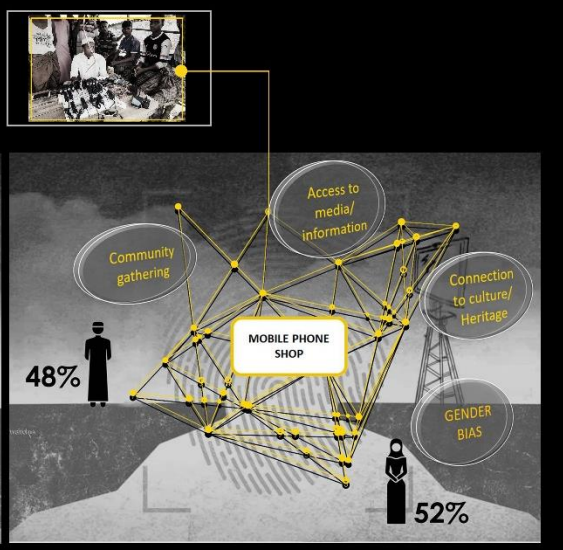 Access to
media/
information
Community
gathering
Connection
to culture/
Heritage
MOBILE PHONE
SHOP
48%
GENDER
BIAS
52%